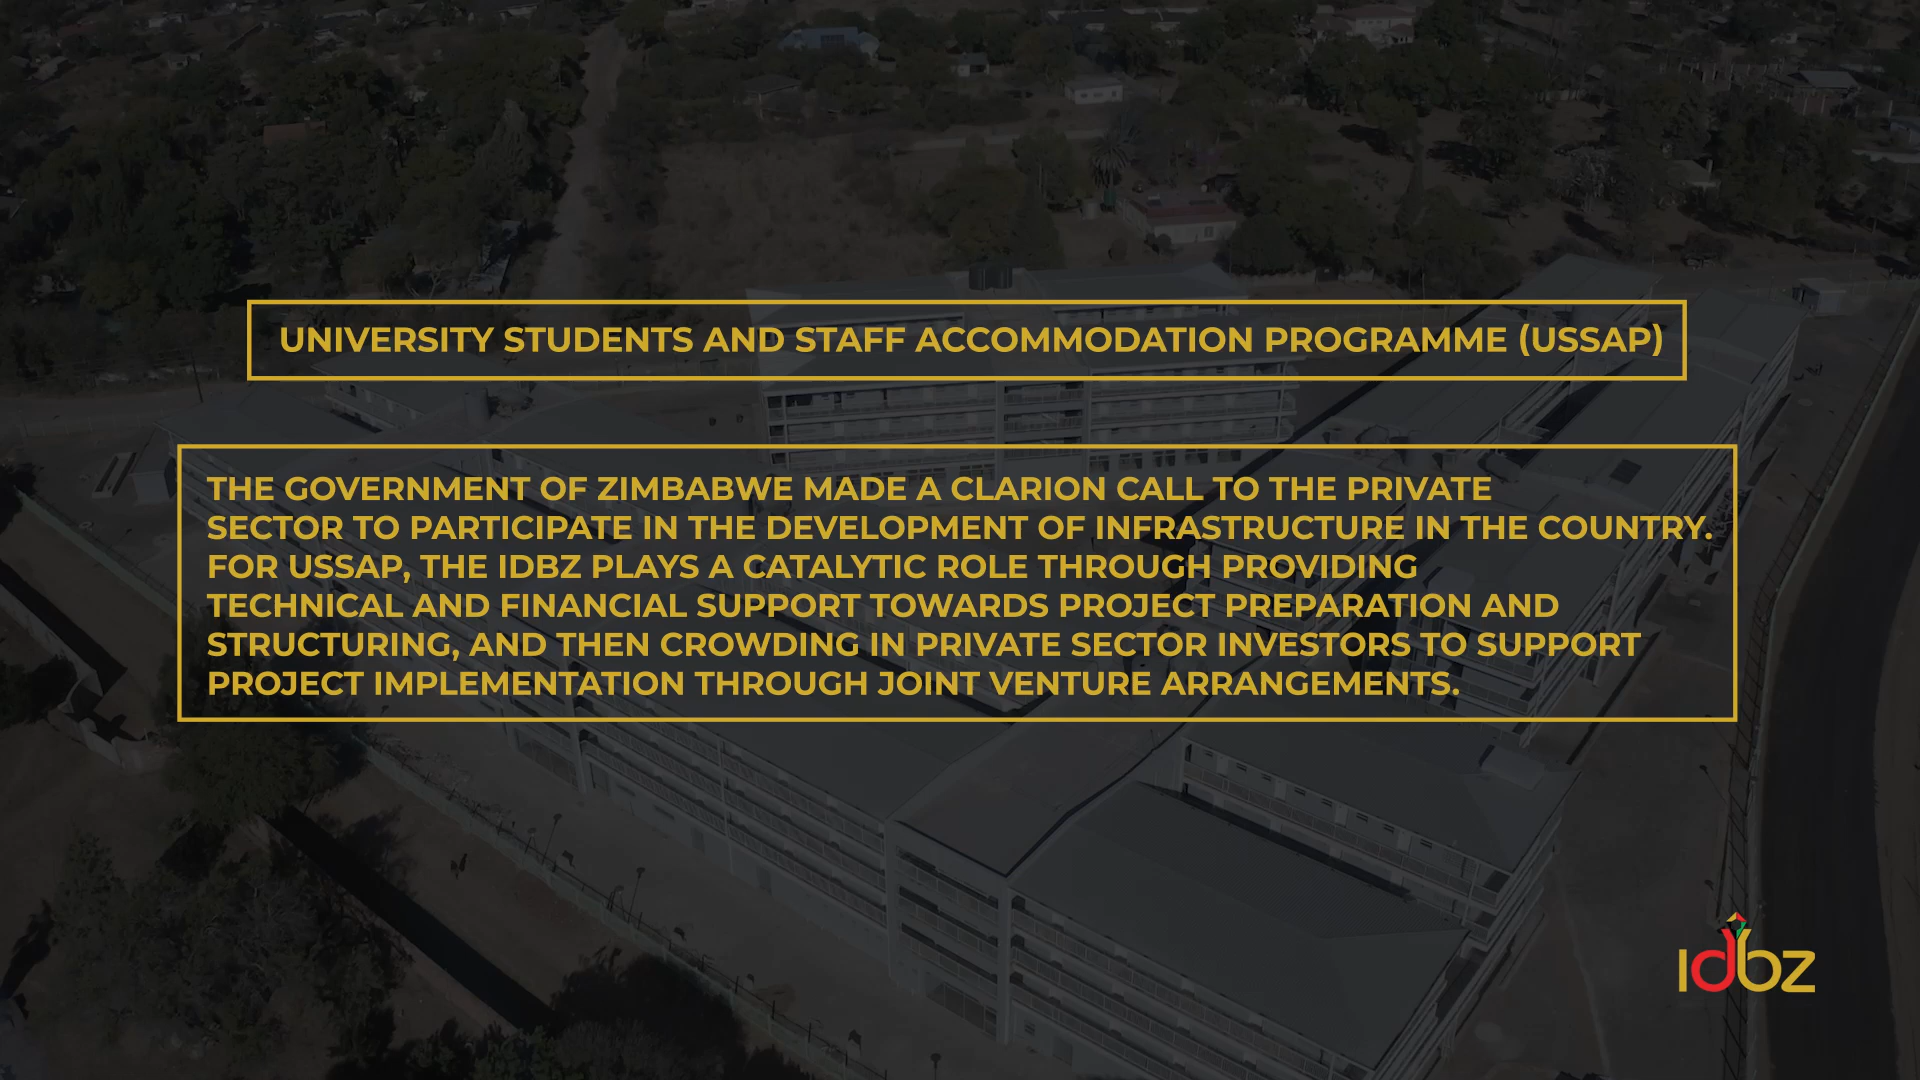 UNIVERSITY STUDENTS AND STAFF ACCOMMODATION PROGRAMME (USSAP)
THE GOVERNMENT OF ZIMBABWE MADE A CLARION CALL TO THE PRIVATE
SECTOR TO PARTICIPATE IN THE DEVELOPMENT OF INFRASTRUCTURE IN THE COUNTRY.
FOR USSAP, THE IDBZ PLAYS A CATALYTIC ROLE THROUGH PROVIDING
TECHNICAL AND FINANCIAL SUPPORT TOWARDS PROJECT PREPARATION AND
STRUCTURING, AND THEN CROWDING IN PRIVATE SECTOR INVESTORS TO SUPPORT
PROJECT IMPLEMENTATION THROUGH JOINT VENTURE ARRANGEMENTS.
idbz